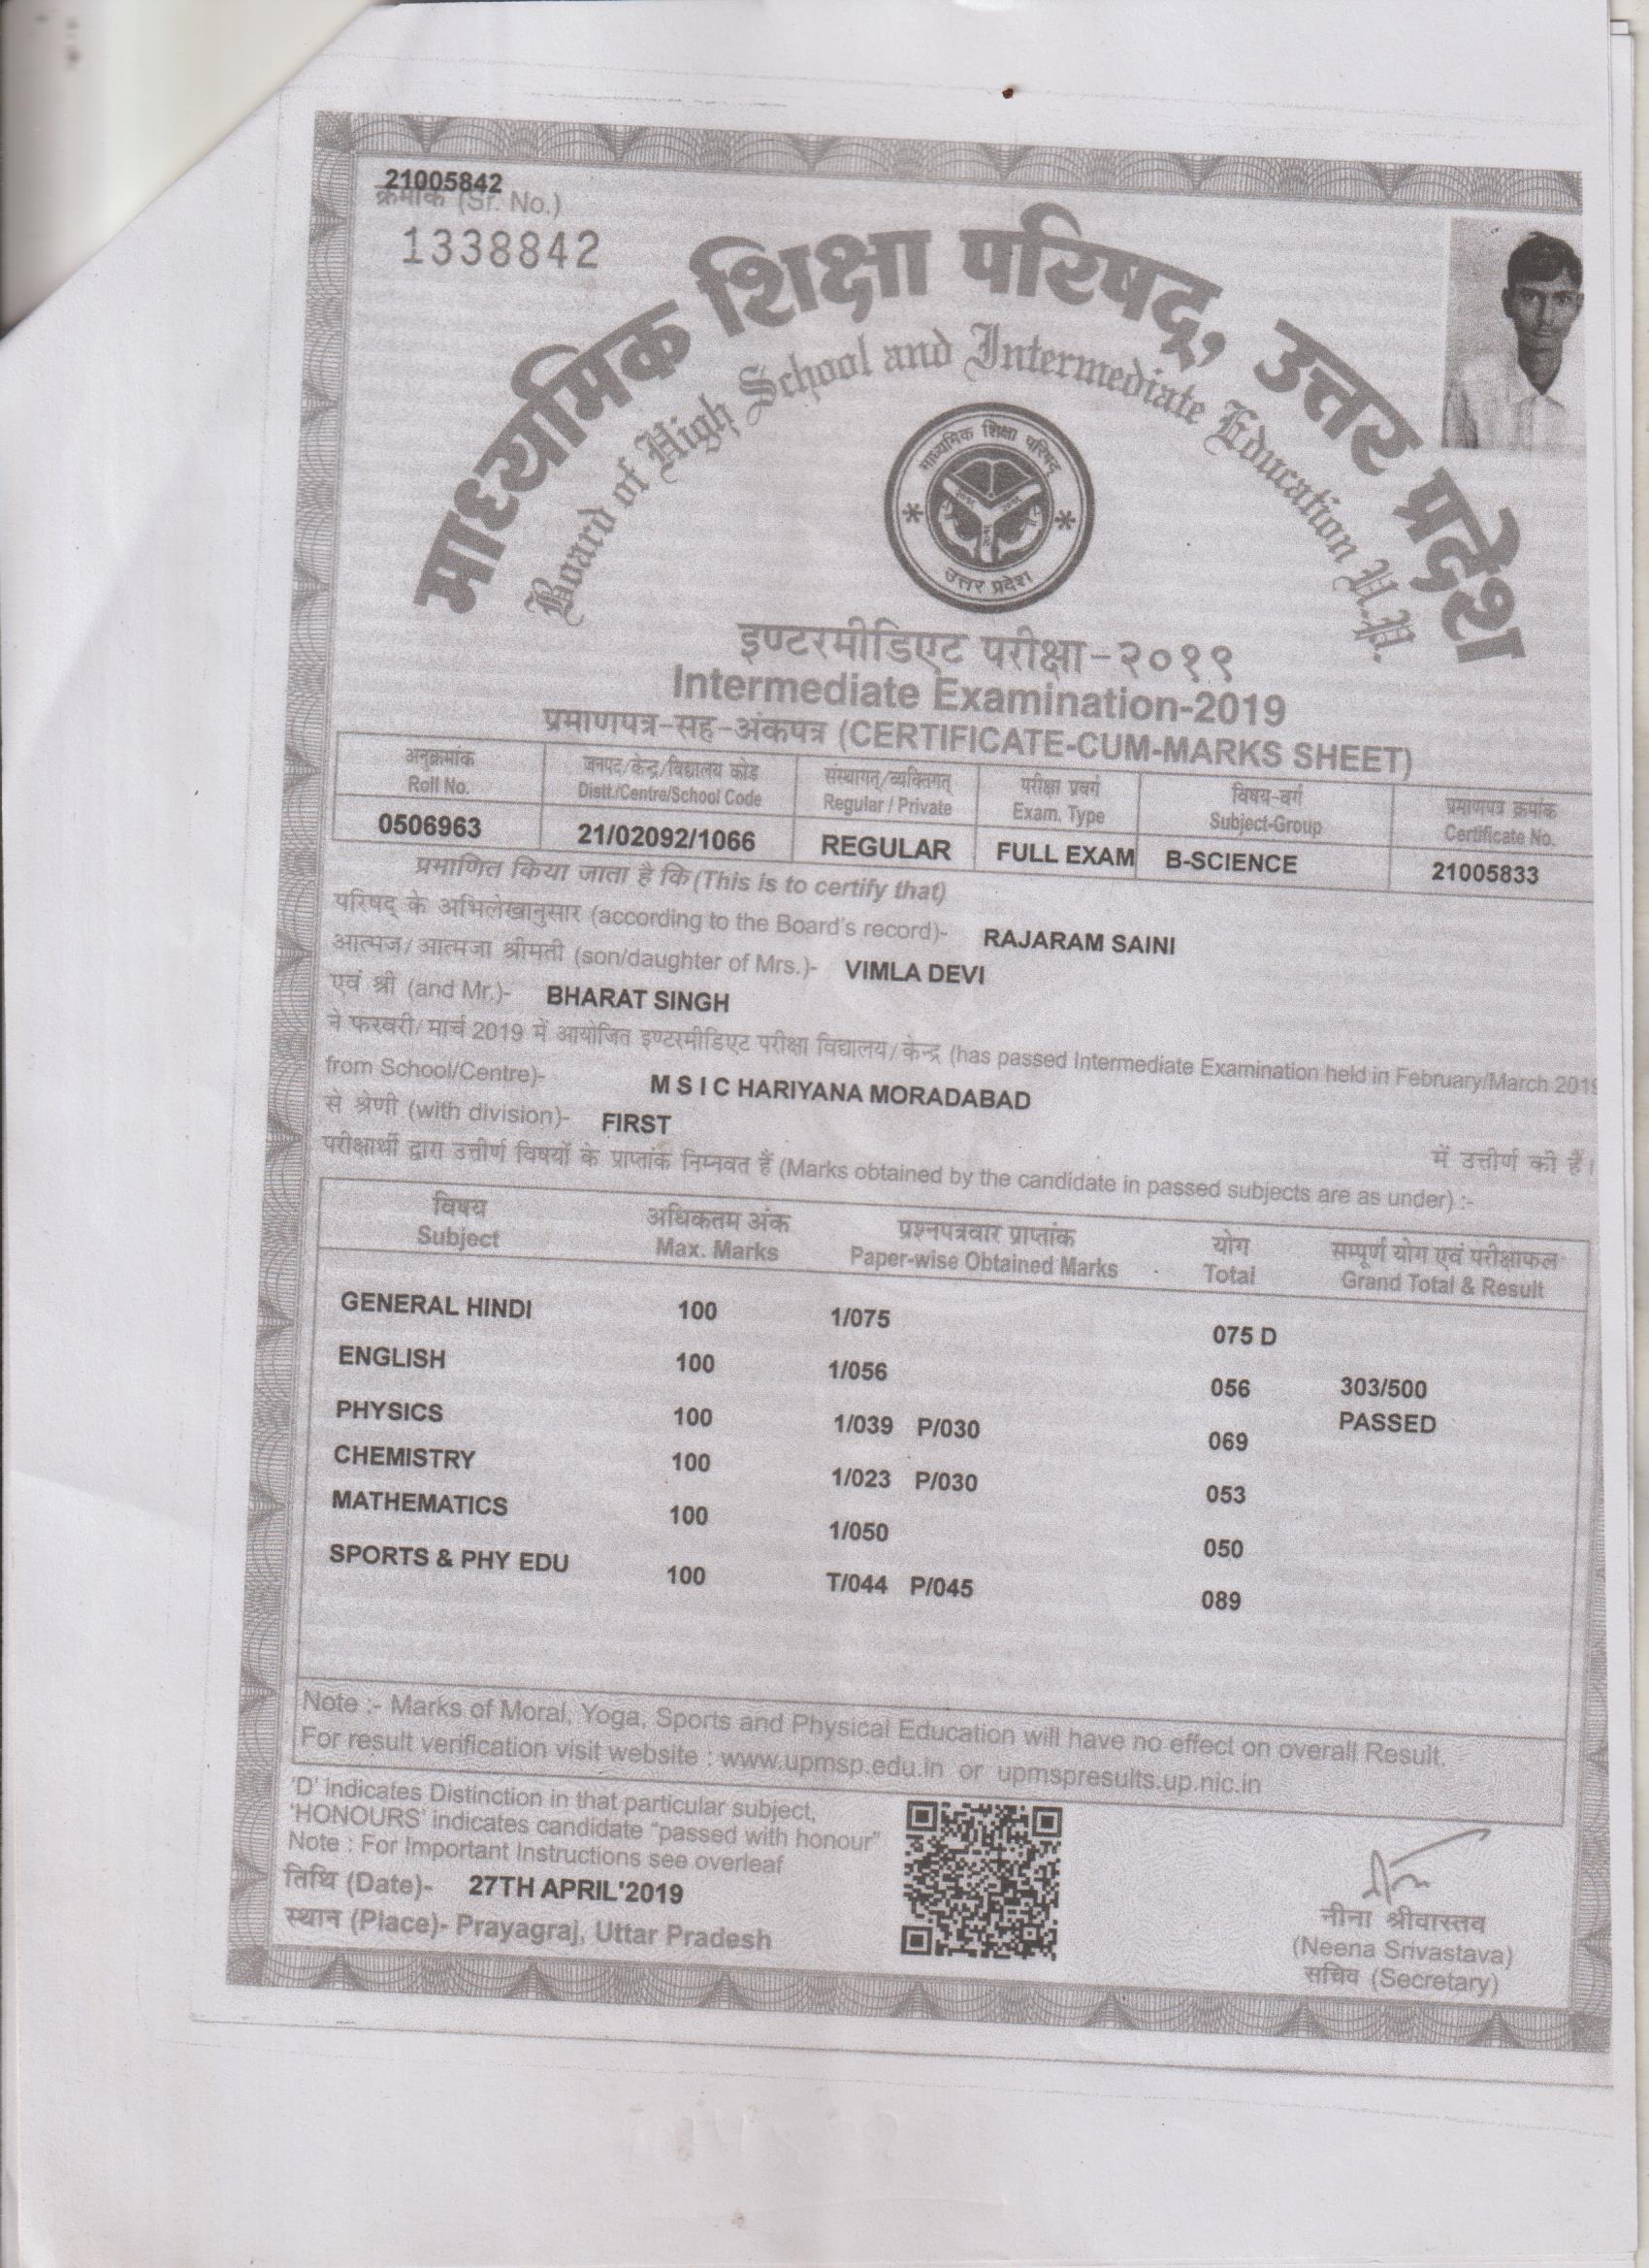 21005842
क्रमांक (Sr. No.)
1338842
माध्यमिक शिक्षा परिषद्, उत्तर प्रदेश
Board of High School and Intermediate Education U.P.
माध्यमिक शिक्षा परिषद्
उत्तर प्रदेश
इण्टरमीडिएट परीक्षा-२०१९
Intermediate Examination-2019
प्रमाणपत्र-सह-अंकपत्र (CERTIFICATE-CUM-MARKS SHEET)
अनुक्रमांक जनपद/केन्द्र/विद्यालय कोड संस्थागत/व्यक्तिगत् परीक्षा प्रवर्ग विषय-वर्ग प्रमाणपत्र क्रमांक
Roll No. Distt./Centre/School Code Regular / Private Exam. Type Subject-Group Certificate No.
0506963 21/02092/1066 REGULAR FULL EXAM B-SCIENCE 21005833
प्रमाणित किया जाता है कि (This is to certify that)
परिषद् के अभिलेखानुसार (according to the Board's record)- RAJARAM SAINI
आत्मज/आत्मजा श्रीमती (son/daughter of Mrs.)- VIMLA DEVI
एवं श्री (and Mr.)- BHARAT SINGH
ने फरवरी/मार्च 2019 में आयोजित इण्टरमीडिएट परीक्षा विद्यालय/केन्द्र (has passed Intermediate Examination held in February/March 2019
from School/Centre)- M S I C HARIYANA MORADABAD
से श्रेणी (with division)- FIRST में उत्तीर्ण की है।
परीक्षार्थी द्वारा उत्तीर्ण विषयों के प्राप्तांक निम्नवत हैं (Marks obtained by the candidate in passed subjects are as under) :-
विषय अधिकतम अंक प्रश्नपत्रवार प्राप्तांक योग सम्पूर्ण योग एवं परीक्षाफल
Subject Max. Marks Paper-wise Obtained Marks Total Grand Total & Result
GENERAL HINDI 100 1/075 075 D
ENGLISH 100 1/056 056 303/500
PHYSICS 100 1/039 P/030 069 PASSED
CHEMISTRY 100 1/023 P/030 053
MATHEMATICS 100 1/050 050
SPORTS & PHY EDU 100 T/044 P/045 089
Note :- Marks of Moral, Yoga, Sports and Physical Education will have no effect on overall Result.
For result verification visit website : www.upmsp.edu.in or upmspresults.up.nic.in
'D' indicates Distinction in that particular subject,
'HONOURS' indicates candidate "passed with honour"
Note : For Important Instructions see overleaf
तिथि (Date)- 27TH APRIL'2019
स्थान (Place)- Prayagraj, Uttar Pradesh
नीना श्रीवास्तव
(Neena Srivastava)
सचिव (Secretary)